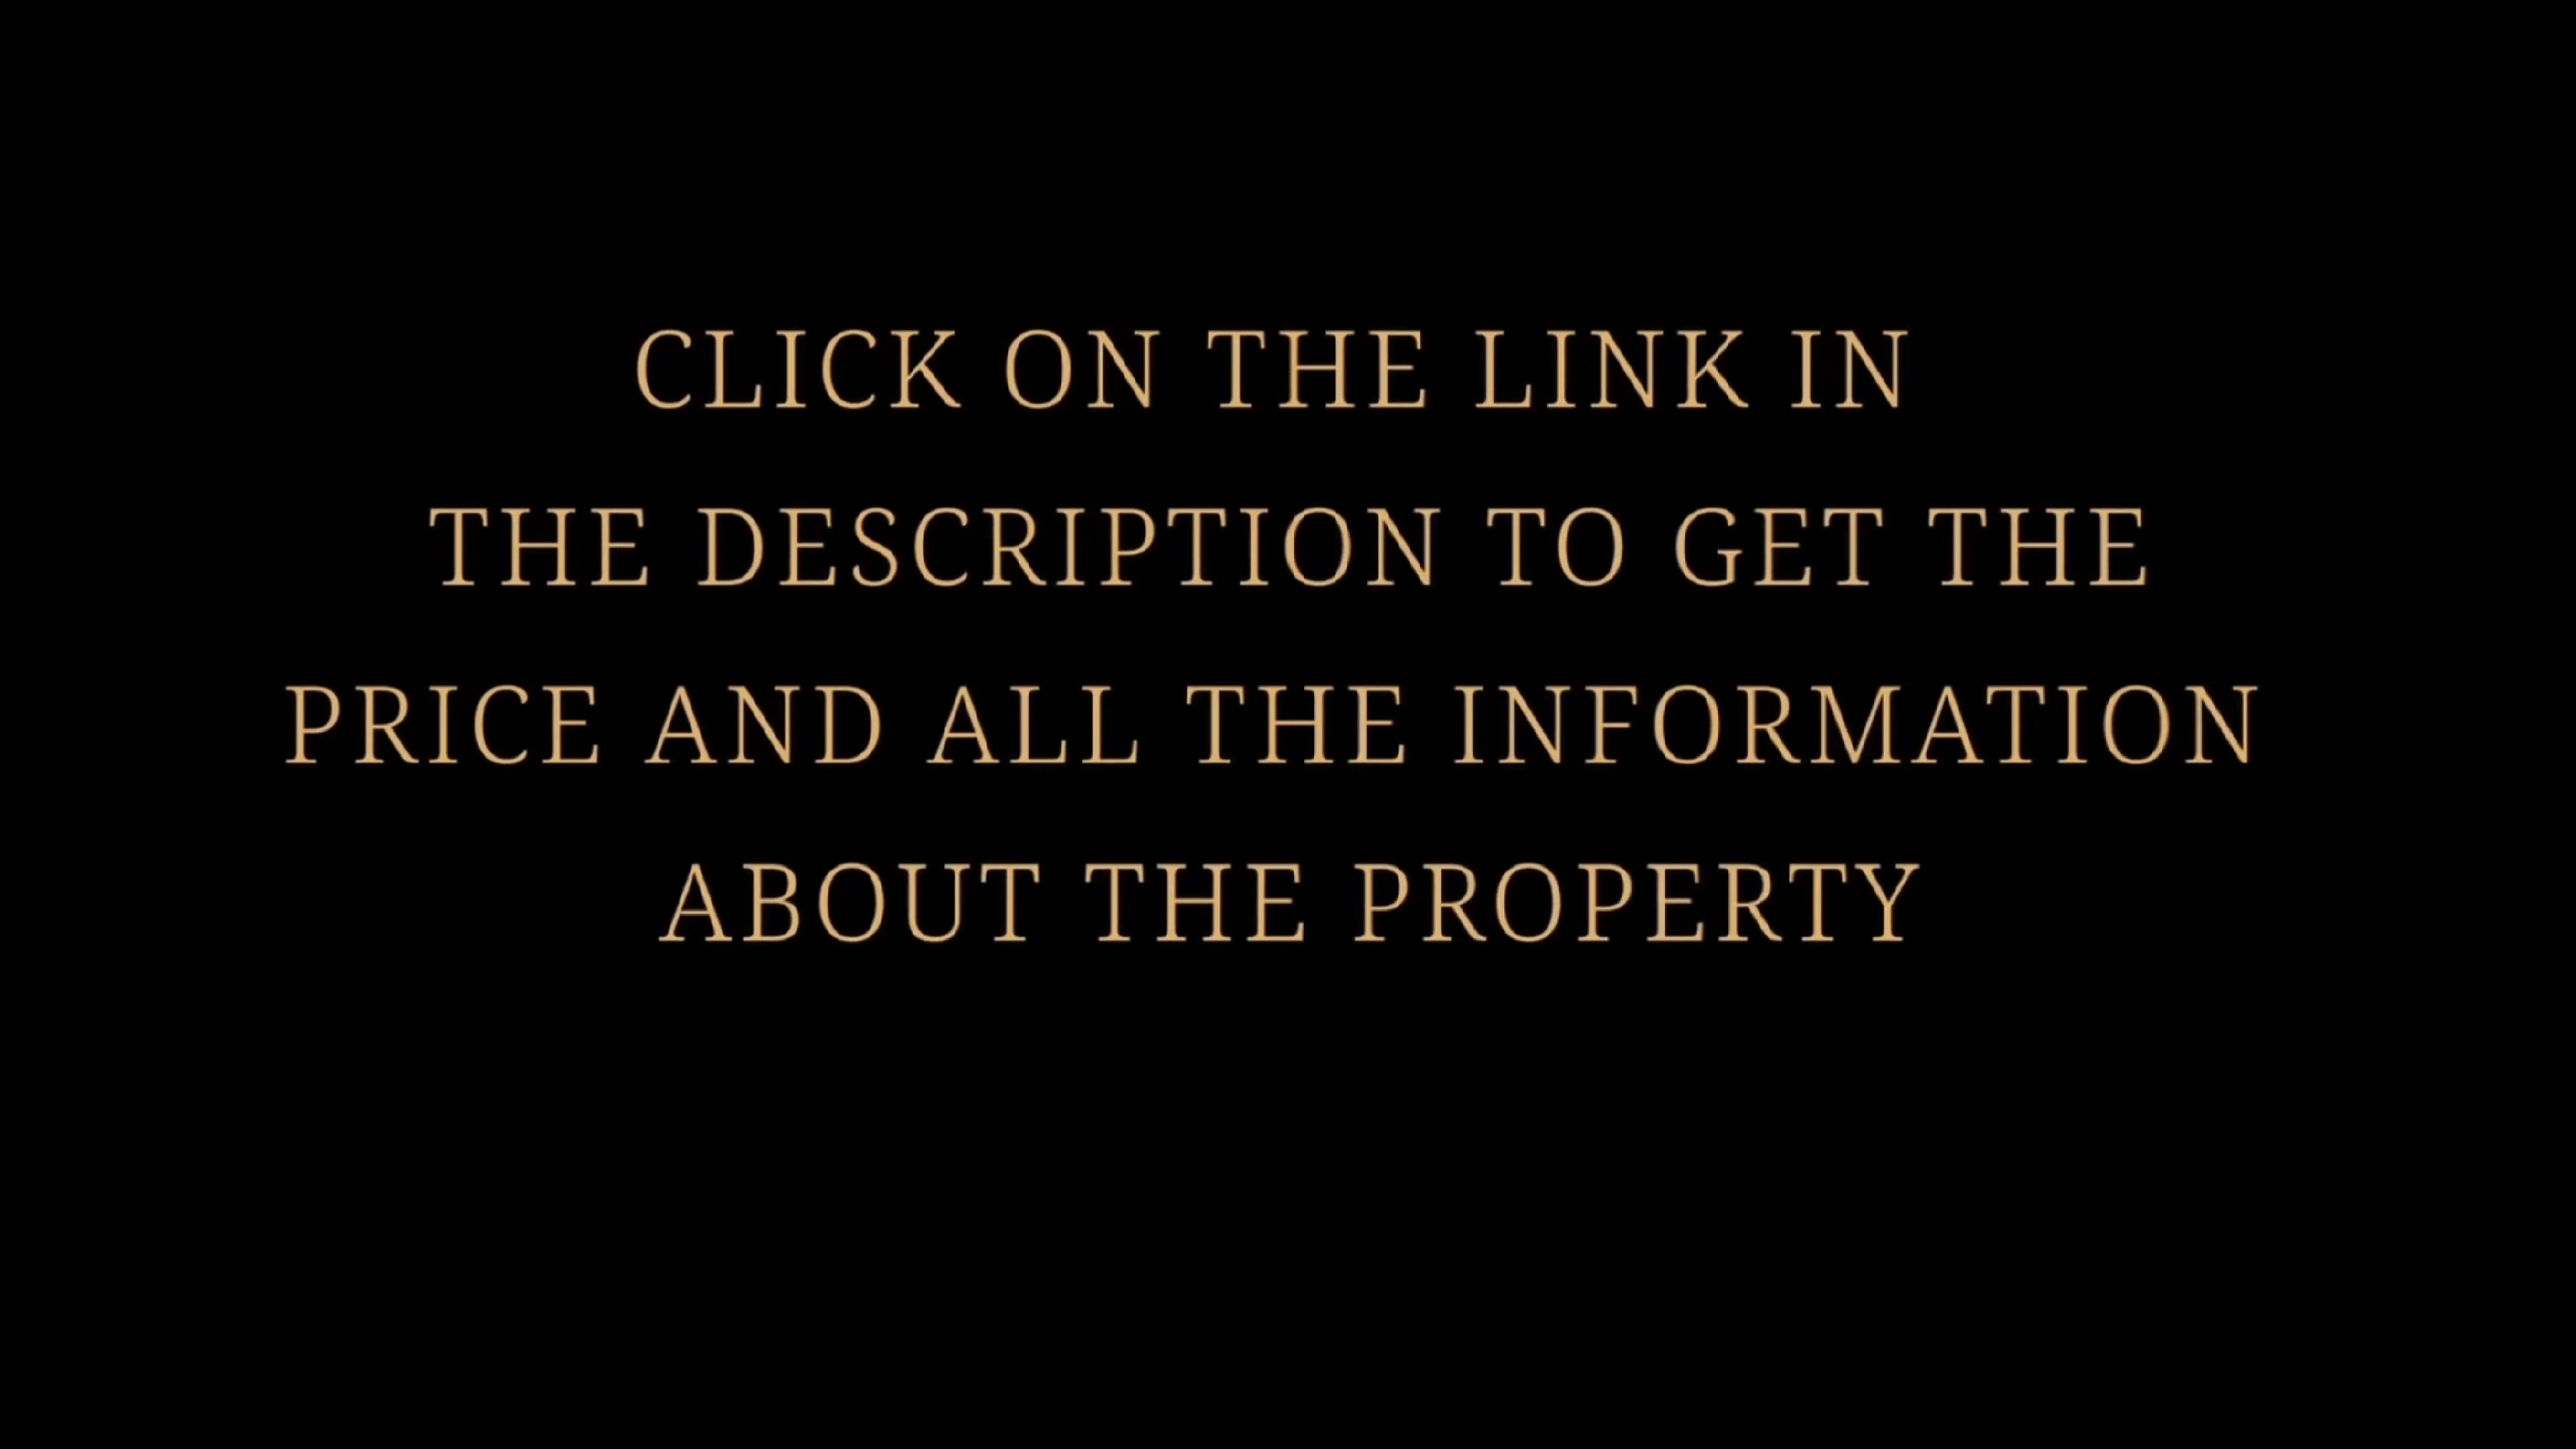 CLICK ON THE LINK IN
THE DESCRIPTION TO GET THE
PRICE AND ALL THE INFORMATION
ABOUT THE PROPERTY